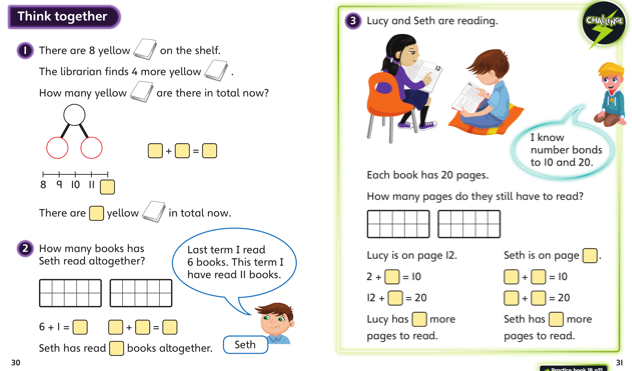 Think together
1 There are 8 yellow on the shelf.
The librarian finds 4 more yellow .
How many yellow are there in total now?
+ =
8 9 10 11
There are yellow in total now.
2 How many books has
Seth read altogether?
Last term I read
6 books. This term I
have read 11 books.
6 + 1 = + =
Seth has read books altogether.
Seth
30
3 Lucy and Seth are reading.
CHALLENGE
I know
number bonds
to 10 and 20.
Each book has 20 pages.
How many pages do they still have to read?
Lucy is on page 12.
2 + = 10
12 + = 20
Lucy has more
pages to read.
Seth is on page .
+ = 10
+ = 20
Seth has more
pages to read.
31
Practice book 1B p21